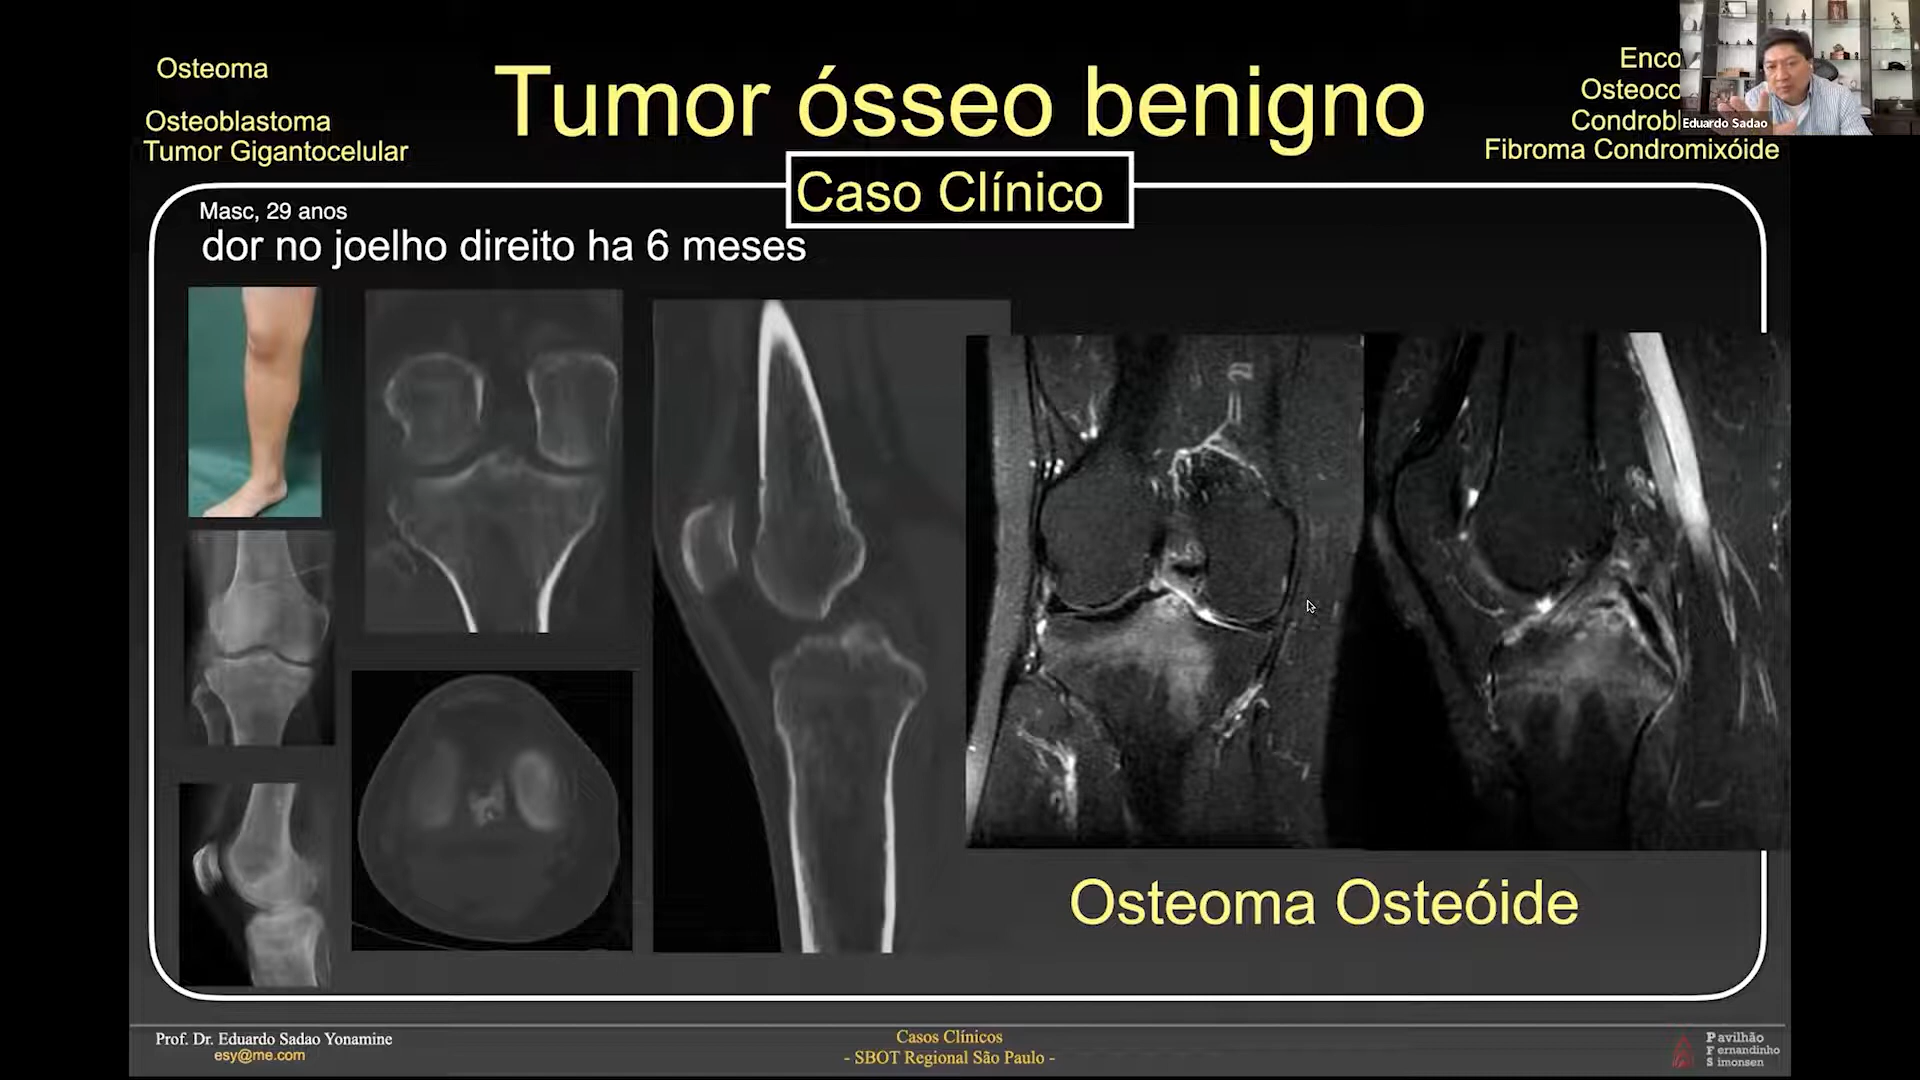 Osteoma
Osteoblastoma
Tumor Gigantocelular
Tumor ósseo benigno
Fibroma Condromixóide
Eduardo Sadao
Caso Clínico
Masc, 29 anos
dor no joelho direito ha 6 meses
Osteoma Osteóide
Prof. Dr. Eduardo Sadao Yonamine
esy@me.com
Casos Clínicos
- SBOT Regional São Paulo -
Pavilhão
Fernandinho
Simonsen